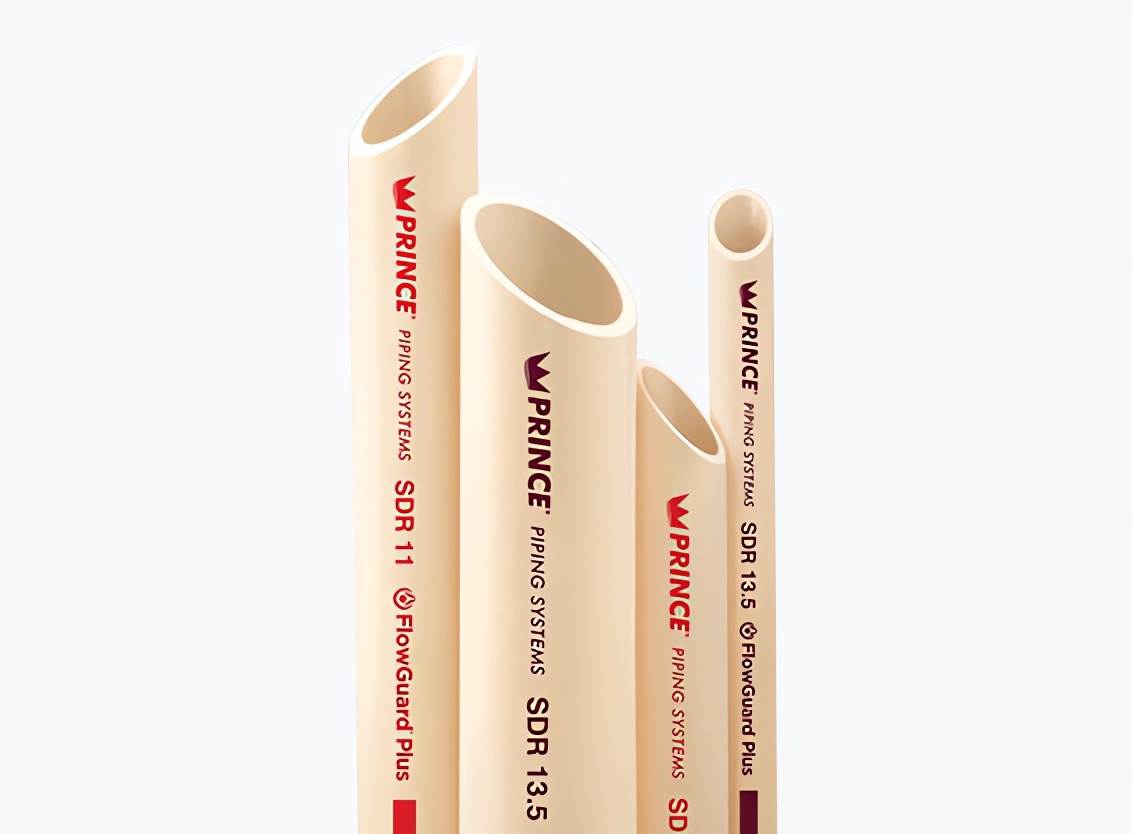 PRINCE PIPING SYSTEMS SDR 11 FlowGuard Plus
PRINCE PIPING SYSTEMS SDR 13.5
PRINCE PIPING SYSTEMS SD
PRINCE PIPING SYSTEMS SDR 13.5 FlowGuard Plus